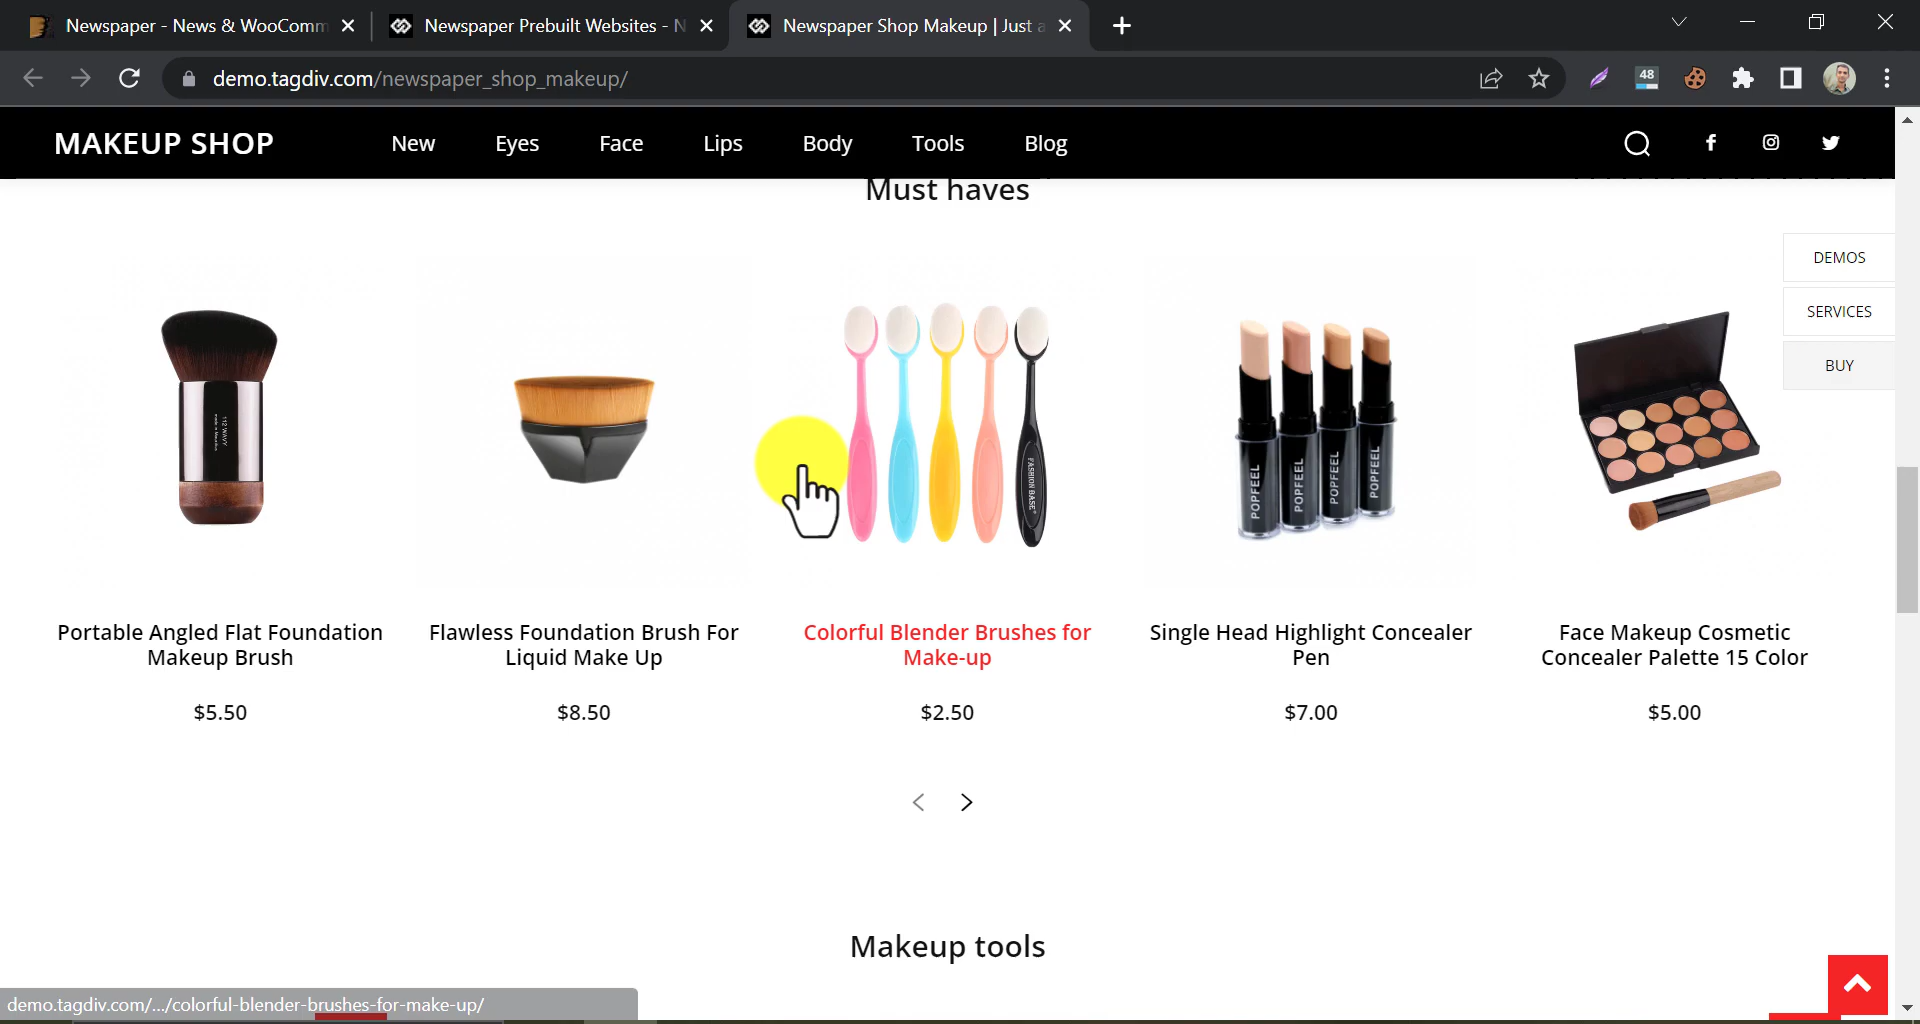 Newspaper - News & WooComm
Newspaper Prebuilt Websites - N
Newspaper Shop Makeup | Just a
demo.tagdiv.com/newspaper_shop_makeup/
48
MAKEUP SHOP
New
Eyes
Face
Lips
Body
Tools
Blog
Must haves
DEMOS
SERVICES
BUY
FASHION BASE
POPFEEL
POPFEEL
POPFEEL
POPFEEL
Portable Angled Flat Foundation
Makeup Brush
Flawless Foundation Brush For
Liquid Make Up
Colorful Blender Brushes for
Make-up
Single Head Highlight Concealer
Pen
Face Makeup Cosmetic
Concealer Palette 15 Color
$5.50
$8.50
$2.50
$7.00
$5.00
Makeup tools
demo.tagdiv.com/.../colorful-blender-brushes-for-make-up/